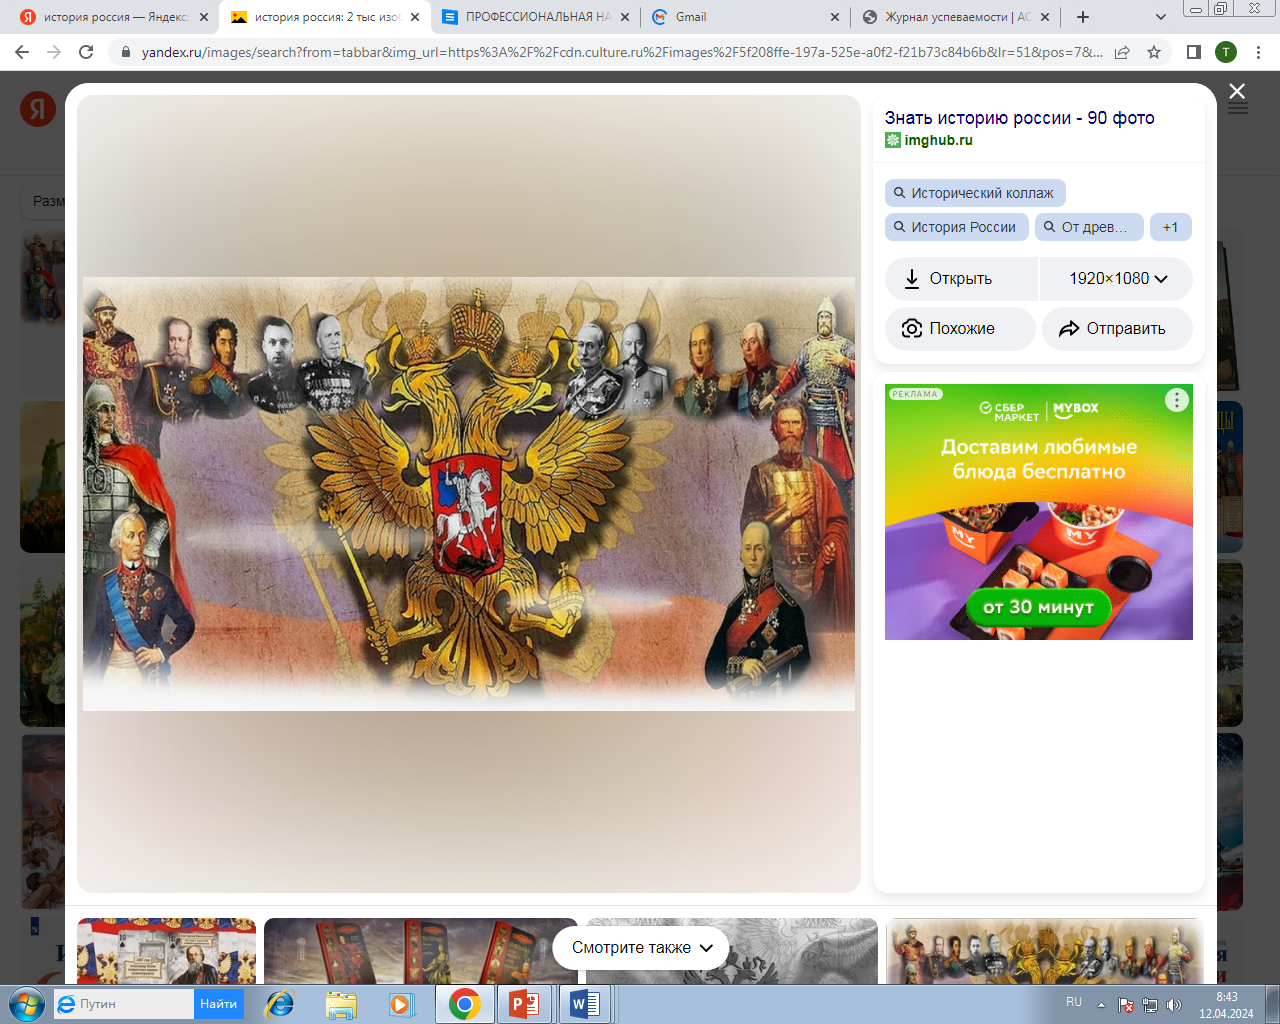 история россия — Яндекс
история россия: 2 тыс изоб
ПРОФЕССИОНАЛЬНАЯ НА
Gmail
Журнал успеваемости | АС
yandex.ru/images/search?from=tabbar&img_url=https%3A%2F%2Fcdn.culture.ru%2Fimages%2F5f208ffe-197a-525e-a0f2-f21b73c84b6b&lr=51&pos=7&...
T
Я
Разм
Знать историю россии - 90 фото
imghub.ru
Исторический коллаж
История России
От древ...
+1
Открыть
1920×1080
Похожие
Отправить
РЕКЛАМА
СБЕР МАРКЕТ | MYBOX
Доставим любимые
блюда бесплатно
MY
MY
от 30 минут
Смотрите также
Путин
Найти
RU
8:43
12.04.2024